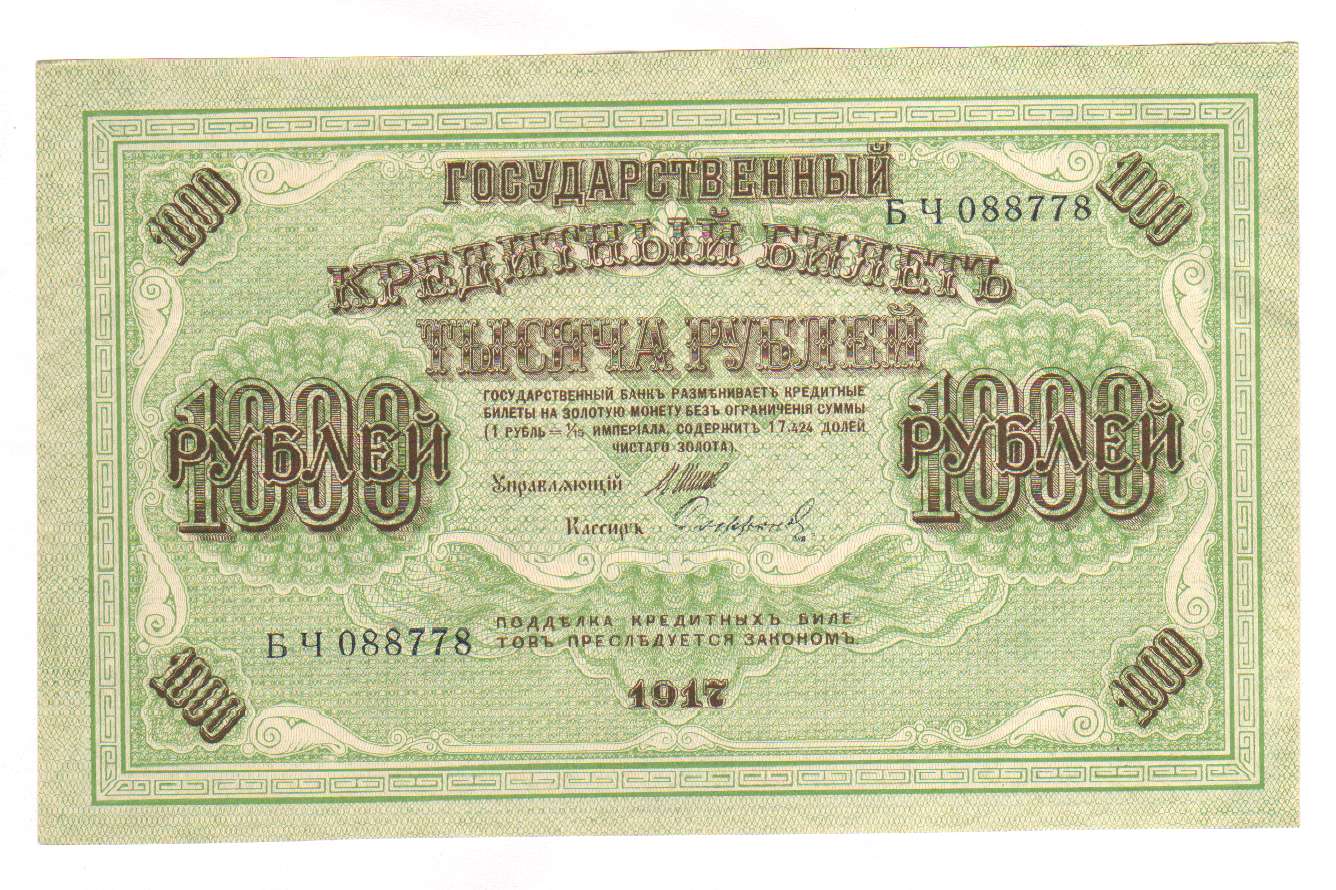 1000
1000
ГОСУДАРСТВЕННЫЙ
БЧ 088778
КРЕДИТНЫЙ БИЛЕТЪ
ТЫСЯЧА РУБЛЕЙ
ГОСУДАРСТВЕННЫЙ БАНКЪ РАЗМѢНИВАЕТЪ КРЕДИТНЫЕ
БИЛЕТЫ НА ЗОЛОТУЮ МОНЕТУ БЕЗЪ ОГРАНИЧЕНІЯ СУММЫ
(1 РУБЛЬ = 1/15 ИМПЕРІАЛА, СОДЕРЖИТЪ 17.424 ДОЛЕЙ
ЧИСТАГО ЗОЛОТА).
1000
РУБЛЕЙ
1000
РУБЛЕЙ
Управляющій
Кассиръ
ПОДДѢЛКА КРЕДИТНЫХЪ БИЛЕ-
ТОВЪ ПРЕСЛѢДУЕТСЯ ЗАКОНОМЪ.
БЧ 088778
1917
1000
1000